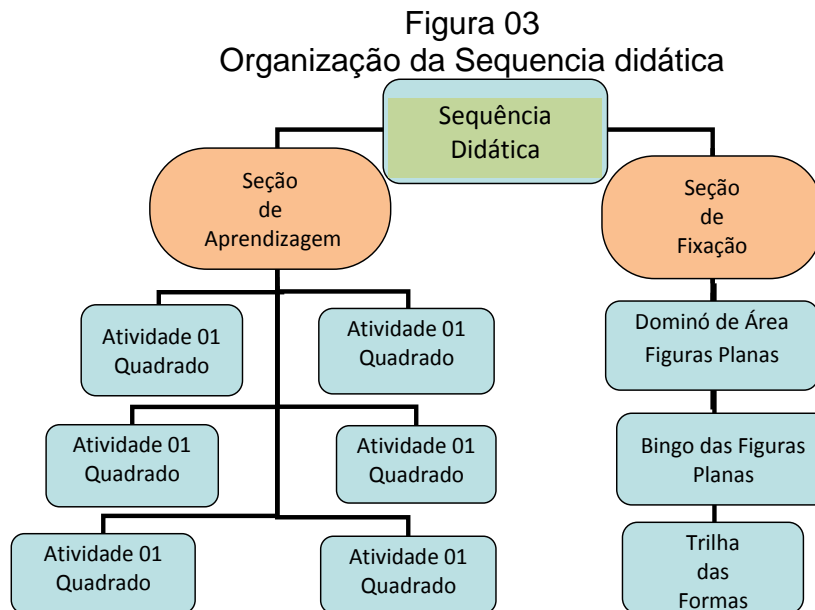 Figura 03
Organização da Sequencia didática
Sequência
Didática
Seção
de
Aprendizagem
Seção
de
Fixação
Atividade 01
Quadrado
Atividade 01
Quadrado
Dominó de Área
Figuras Planas
Atividade 01
Quadrado
Atividade 01
Quadrado
Bingo das Figuras
Planas
Atividade 01
Quadrado
Atividade 01
Quadrado
Trilha
das
Formas